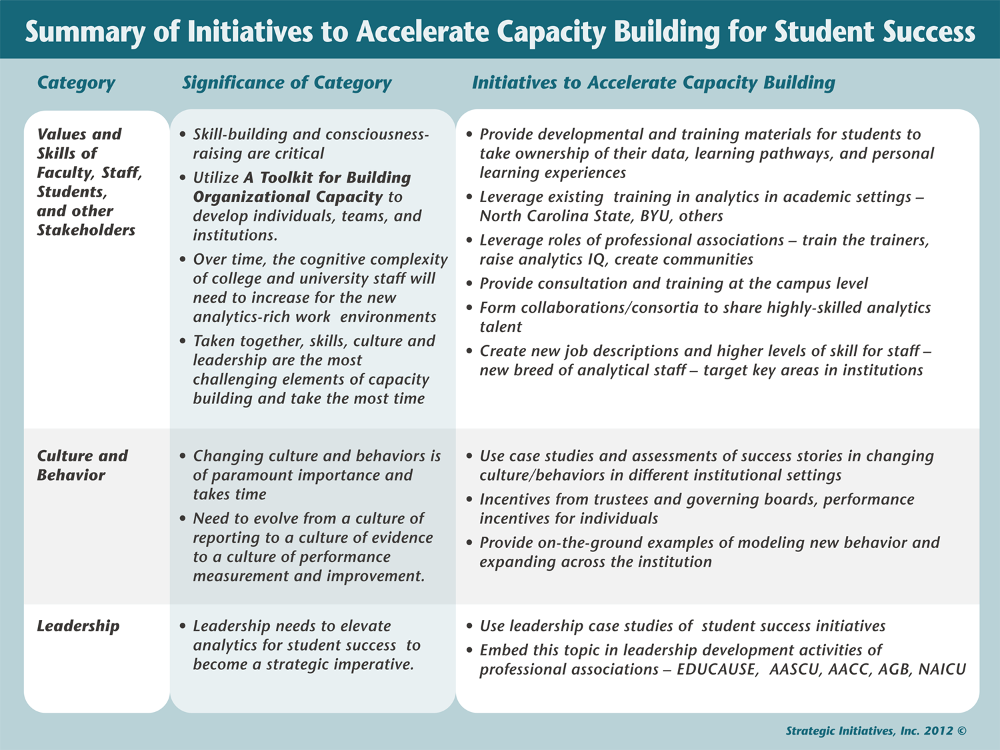 Summary of Initiatives to Accelerate Capacity Building for Student Success
Category
Significance of Category
Initiatives to Accelerate Capacity Building
Values and
Skills of
Faculty, Staff,
Students,
and other
Stakeholders
• Skill-building and consciousness-
raising are critical
• Utilize A Toolkit for Building
Organizational Capacity to
develop individuals, teams, and
institutions.
• Over time, the cognitive complexity
of college and university staff will
need to increase for the new
analytics-rich work environments
• Taken together, skills, culture and
leadership are the most
challenging elements of capacity
building and take the most time
• Provide developmental and training materials for students to
take ownership of their data, learning pathways, and personal
learning experiences
• Leverage existing training in analytics in academic settings –
North Carolina State, BYU, others
• Leverage roles of professional associations – train the trainers,
raise analytics IQ, create communities
• Provide consultation and training at the campus level
• Form collaborations/consortia to share highly-skilled analytics
talent
• Create new job descriptions and higher levels of skill for staff –
new breed of analytical staff – target key areas in institutions
Culture and
Behavior
• Changing culture and behaviors is
of paramount importance and
takes time
• Need to evolve from a culture of
reporting to a culture of evidence
to a culture of performance
measurement and improvement.
• Use case studies and assessments of success stories in changing
culture/behaviors in different institutional settings
• Incentives from trustees and governing boards, performance
incentives for individuals
• Provide on-the-ground examples of modeling new behavior and
expanding across the institution
Leadership
• Leadership needs to elevate
analytics for student success to
become a strategic imperative.
• Use leadership case studies of student success initiatives
• Embed this topic in leadership development activities of
professional associations – EDUCAUSE, AASCU, AACC, AGB, NAICU
Strategic Initiatives, Inc. 2012 ©